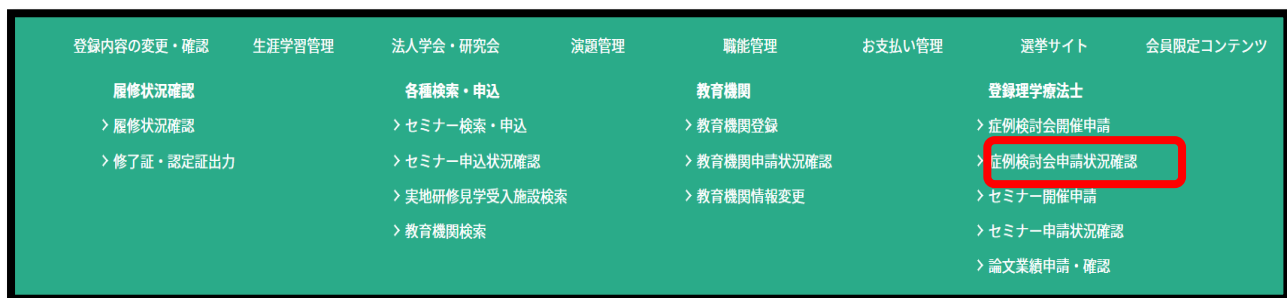 登録内容の変更・確認 生涯学習管理 法人学会・研究会 演題管理 職能管理 お支払い管理 選挙サイト 会員限定コンテンツ
履修状況確認
> 履修状況確認
> 修了証・認定証出力
各種検索・申込
> セミナー検索・申込
> セミナー申込状況確認
> 実地研修見学受入施設検索
> 教育機関検索
教育機関
> 教育機関登録
> 教育機関申請状況確認
> 教育機関情報変更
登録理学療法士
> 症例検討会開催申請
> 症例検討会申請状況確認
> セミナー開催申請
> セミナー申請状況確認
> 論文業績申請・確認